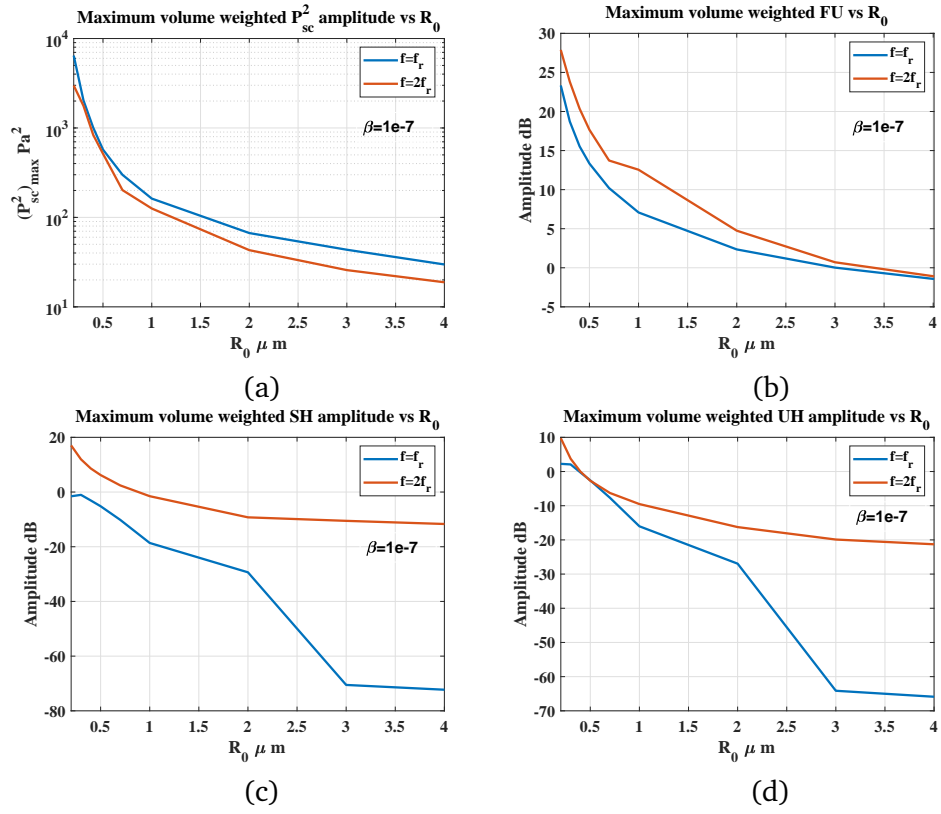 Maximum volume weighted P²sc amplitude vs R₀
10⁴
10³
10²
10¹
(P²sc)max Pa²
f=fr
f=2fr
β=1e-7
0.5 1 1.5 2 2.5 3 3.5 4
R₀ μ m
(a)
Maximum volume weighted FU vs R₀
30
25
20
15
10
5
0
-5
Amplitude dB
f=fr
f=2fr
β=1e-7
0.5 1 1.5 2 2.5 3 3.5 4
R₀ μ m
(b)
Maximum volume weighted SH amplitude vs R₀
20
0
-20
-40
-60
-80
Amplitude dB
f=fr
f=2fr
β=1e-7
0.5 1 1.5 2 2.5 3 3.5 4
R₀ μ m
(c)
Maximum volume weighted UH amplitude vs R₀
10
0
-10
-20
-30
-40
-50
-60
-70
Amplitude dB
f=fr
f=2fr
β=1e-7
0.5 1 1.5 2 2.5 3 3.5 4
R₀ μ m
(d)